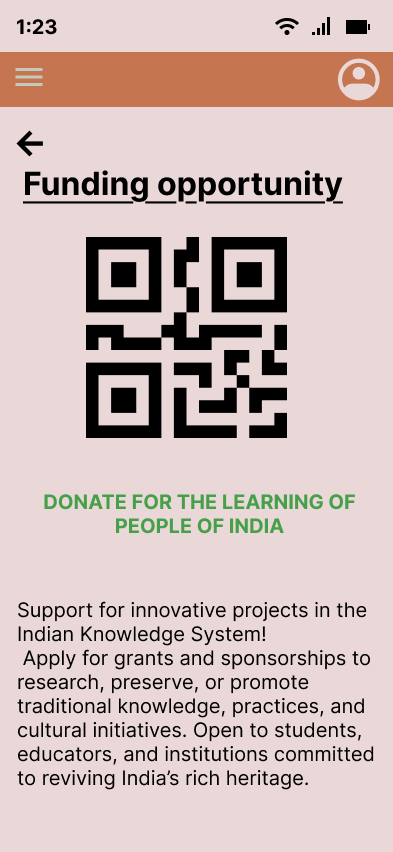 1:23
Funding opportunity
DONATE FOR THE LEARNING OF
PEOPLE OF INDIA
Support for innovative projects in the
Indian Knowledge System!
Apply for grants and sponsorships to
research, preserve, or promote
traditional knowledge, practices, and
cultural initiatives. Open to students,
educators, and institutions committed
to reviving India’s rich heritage.